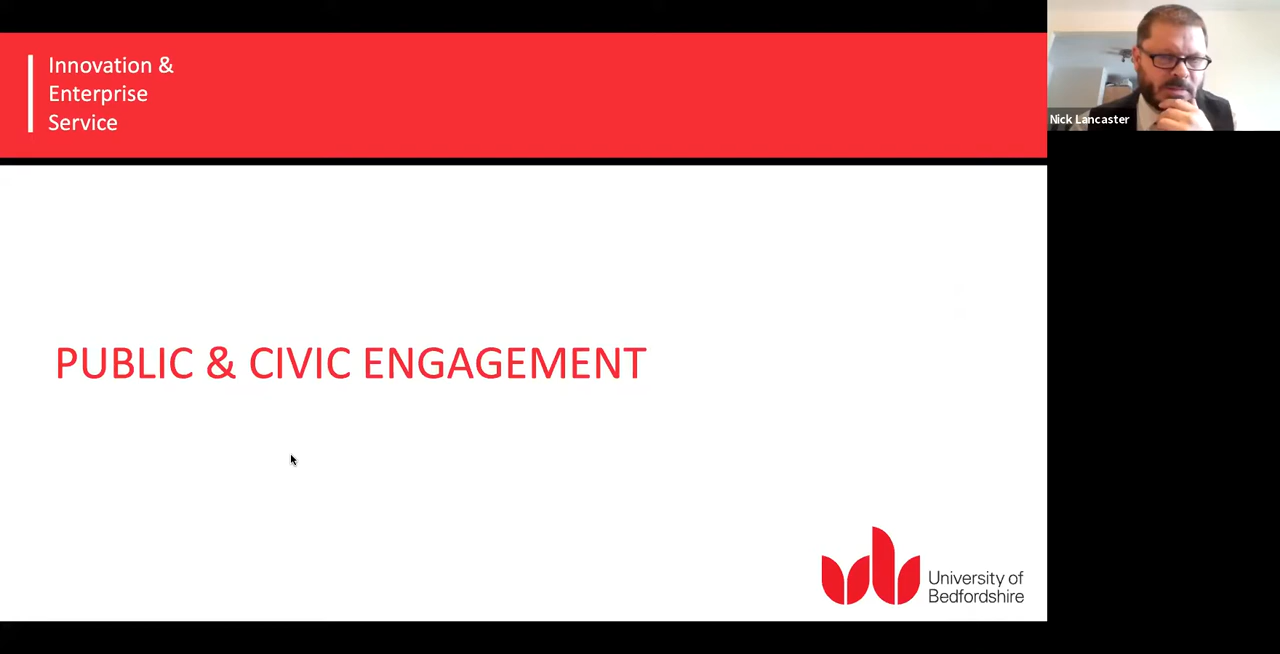 Innovation &
Enterprise
Service
Nick Lancaster
PUBLIC & CIVIC ENGAGEMENT
University of
Bedfordshire